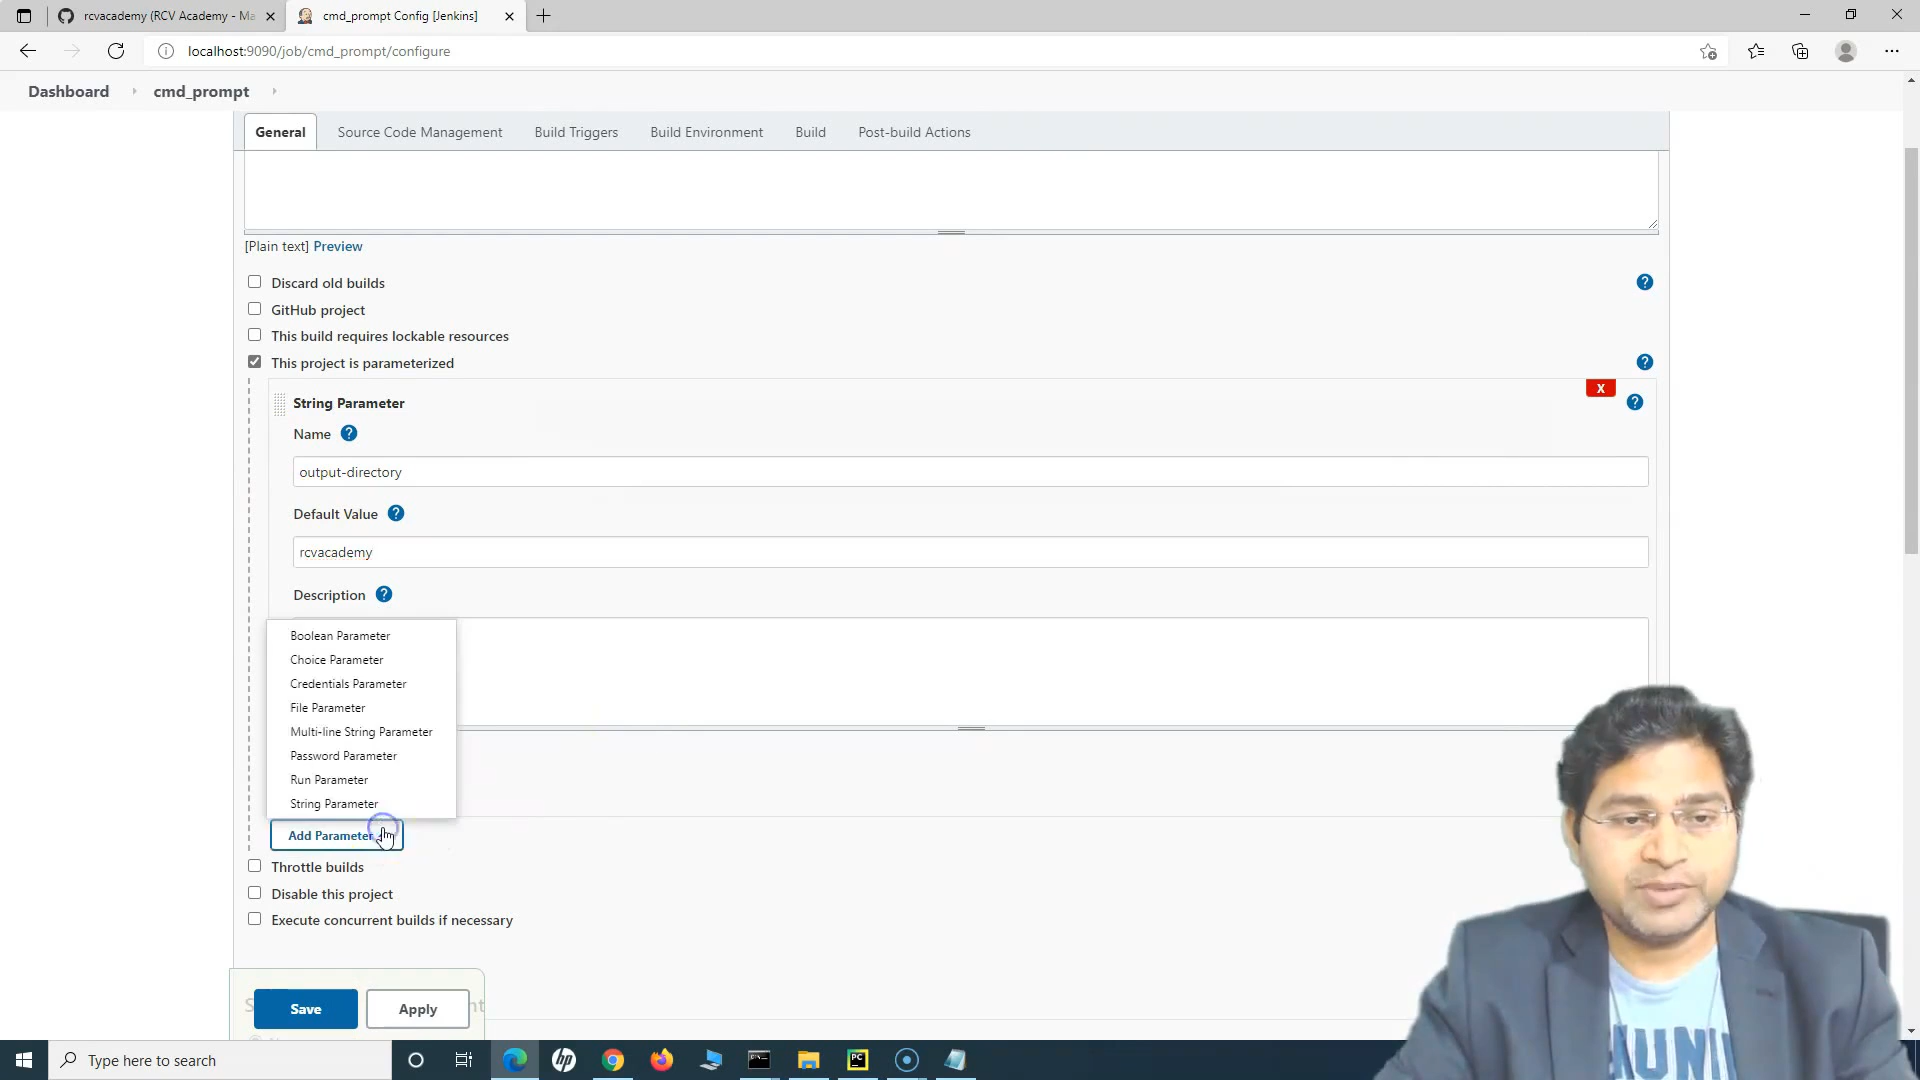 rcvacademy (RCV Academy - Ma
cmd_prompt Config [Jenkins]
localhost:9090/job/cmd_prompt/configure
Dashboard
cmd_prompt
General
Source Code Management
Build Triggers
Build Environment
Build
Post-build Actions
[Plain text] Preview
Discard old builds
GitHub project
This build requires lockable resources
This project is parameterized
X
String Parameter
Name
output-directory
Default Value
rcvacademy
Description
Boolean Parameter
Choice Parameter
Credentials Parameter
File Parameter
Multi-line String Parameter
Password Parameter
Run Parameter
String Parameter
Add Parameter
Throttle builds
Disable this project
Execute concurrent builds if necessary
Save
Apply
Type here to search